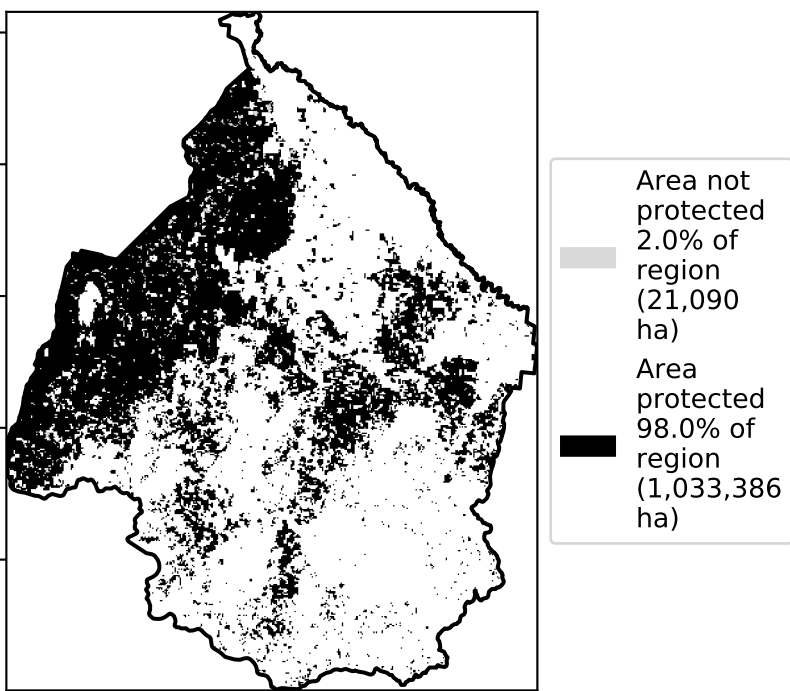 Area not
protected
2.0% of
region
(21,090
ha)
Area
protected
98.0% of
region
(1,033,386
ha)